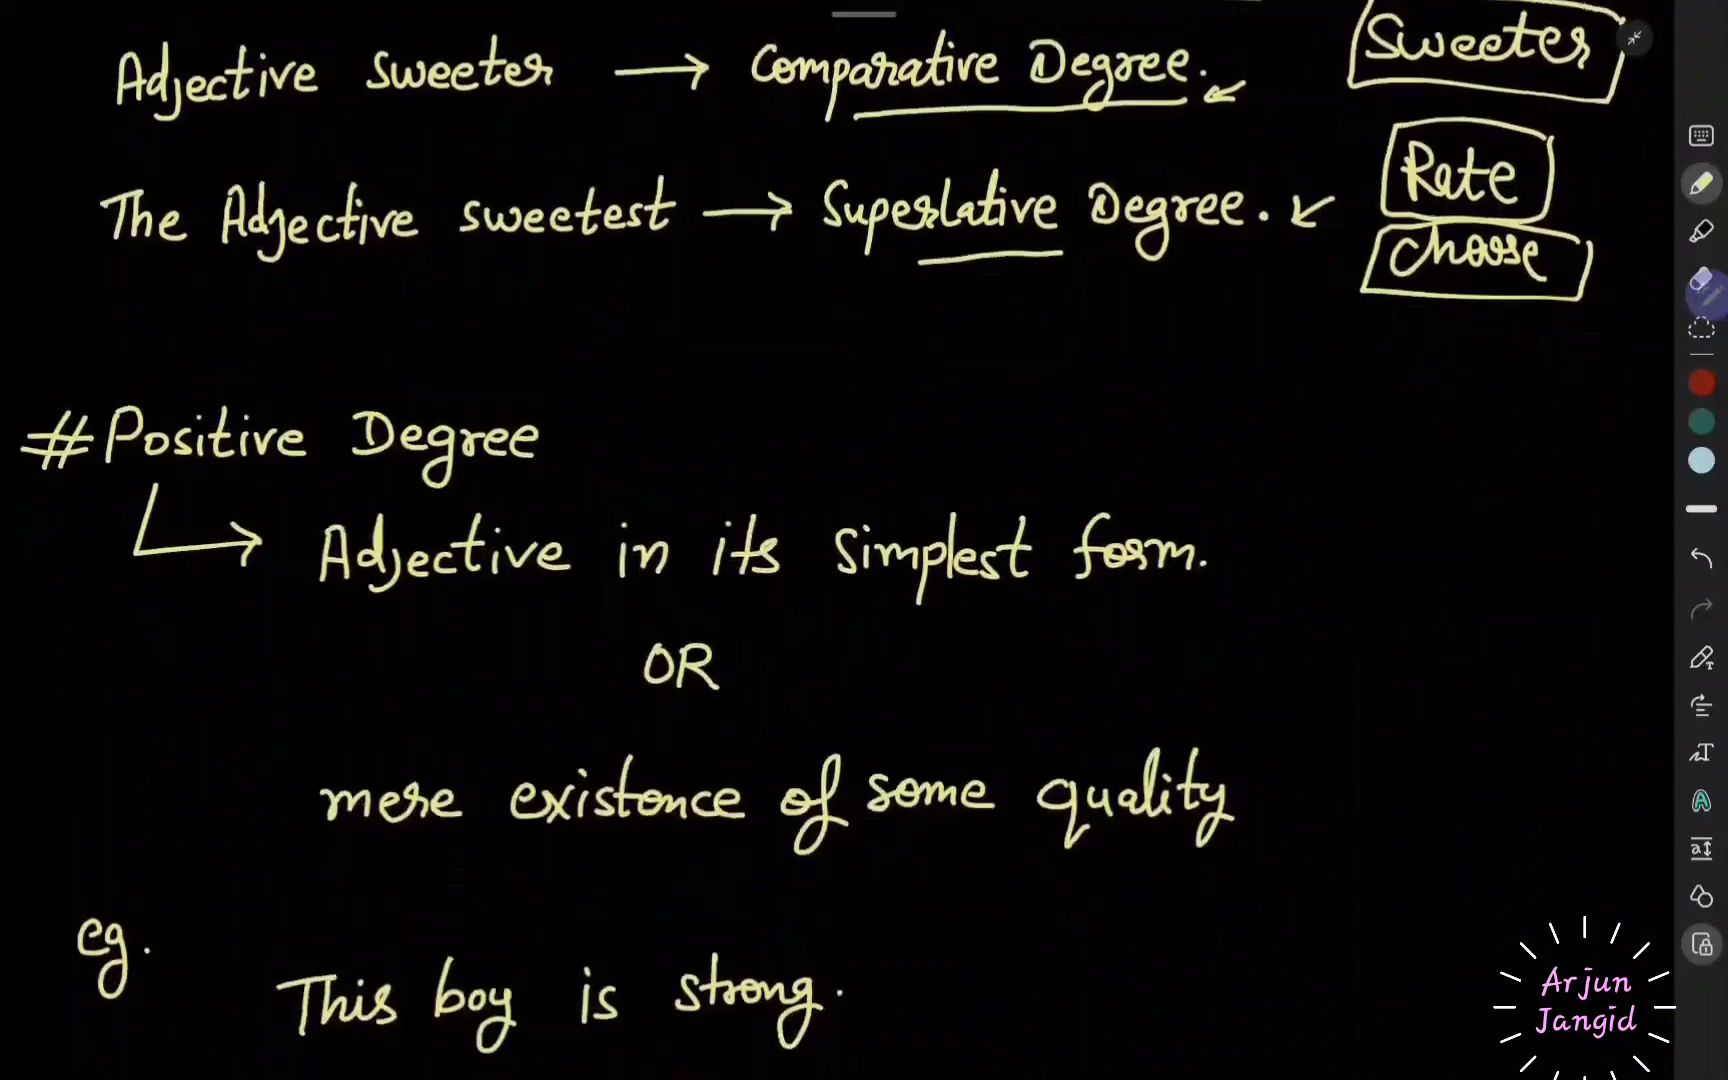 Adjective sweeter → Comparative Degree.
Sweeter
The Adjective sweetest → Superlative Degree.
Rate
Choose
# Positive Degree
→ Adjective in its simplest form.
OR
mere existence of some quality
eg.
This boy is strong.
Arjun
Jangid